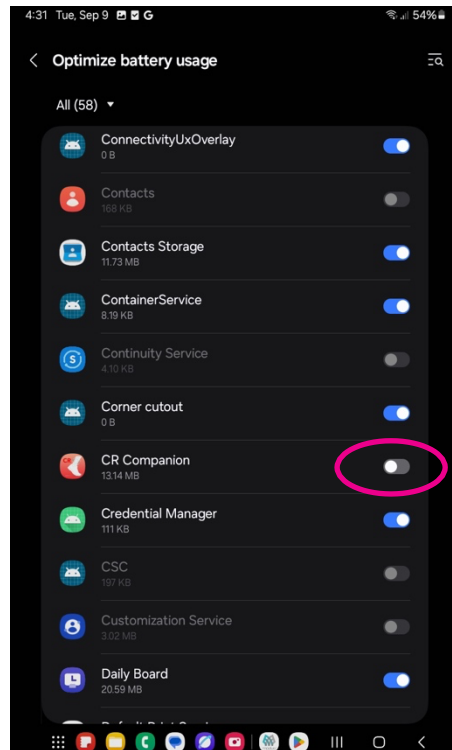 4:31 Tue, Sep 9 G 54%
Optimize battery usage
All (58)
ConnectivityUxOverlay
0 B
Contacts
168 KB
Contacts Storage
11.73 MB
ContainerService
8.19 KB
Continuity Service
4.10 KB
Corner cutout
0 B
CR Companion
13.14 MB
Credential Manager
111 KB
CSC
197 KB
Customization Service
3.02 MB
Daily Board
20.59 MB